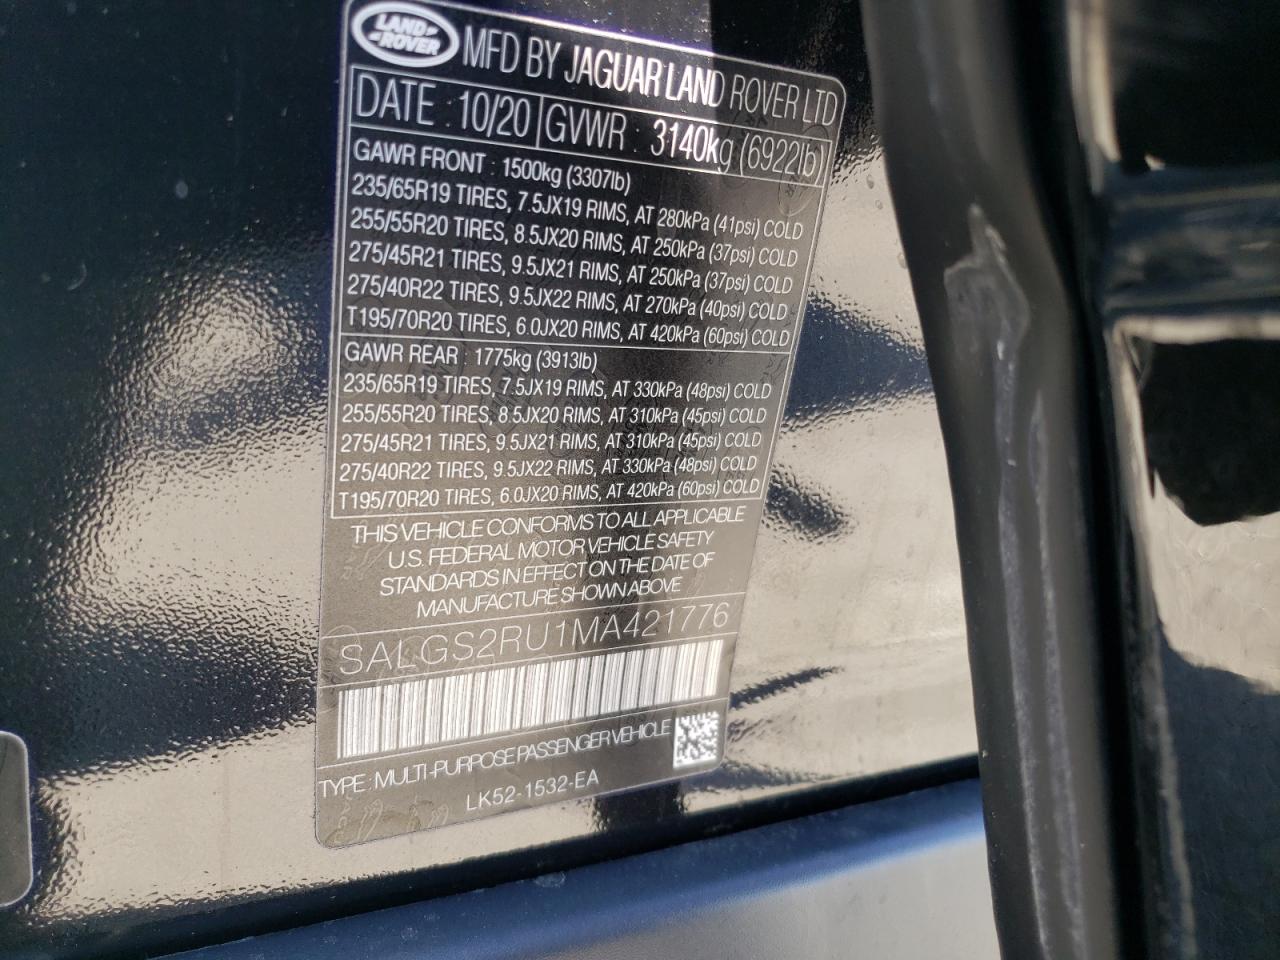 LAND ROVER
MFD BY JAGUAR LAND ROVER LTD
DATE : 10/20 GVWR : 3140kg (6922lb)
GAWR FRONT : 1500kg (3307lb)
235/65R19 TIRES, 7.5JX19 RIMS, AT 280kPa (41psi) COLD
255/55R20 TIRES, 8.5JX20 RIMS, AT 250kPa (37psi) COLD
275/45R21 TIRES, 9.5JX21 RIMS, AT 250kPa (37psi) COLD
275/40R22 TIRES, 9.5JX22 RIMS, AT 270kPa (40psi) COLD
T195/70R20 TIRES, 6.0JX20 RIMS, AT 420kPa (60psi) COLD
GAWR REAR : 1775kg (3913lb)
235/65R19 TIRES, 7.5JX19 RIMS, AT 330kPa (48psi) COLD
255/55R20 TIRES, 8.5JX20 RIMS, AT 310kPa (45psi) COLD
275/45R21 TIRES, 9.5JX21 RIMS, AT 310kPa (45psi) COLD
275/40R22 TIRES, 9.5JX22 RIMS, AT 330kPa (48psi) COLD
T195/70R20 TIRES, 6.0JX20 RIMS, AT 420kPa (60psi) COLD
THIS VEHICLE CONFORMS TO ALL APPLICABLE
U.S. FEDERAL MOTOR VEHICLE SAFETY
STANDARDS IN EFFECT ON THE DATE OF
MANUFACTURE SHOWN ABOVE
SALGS2RU1MA421776
TYPE : MULTI-PURPOSE PASSENGER VEHICLE
LK52-1532-EA